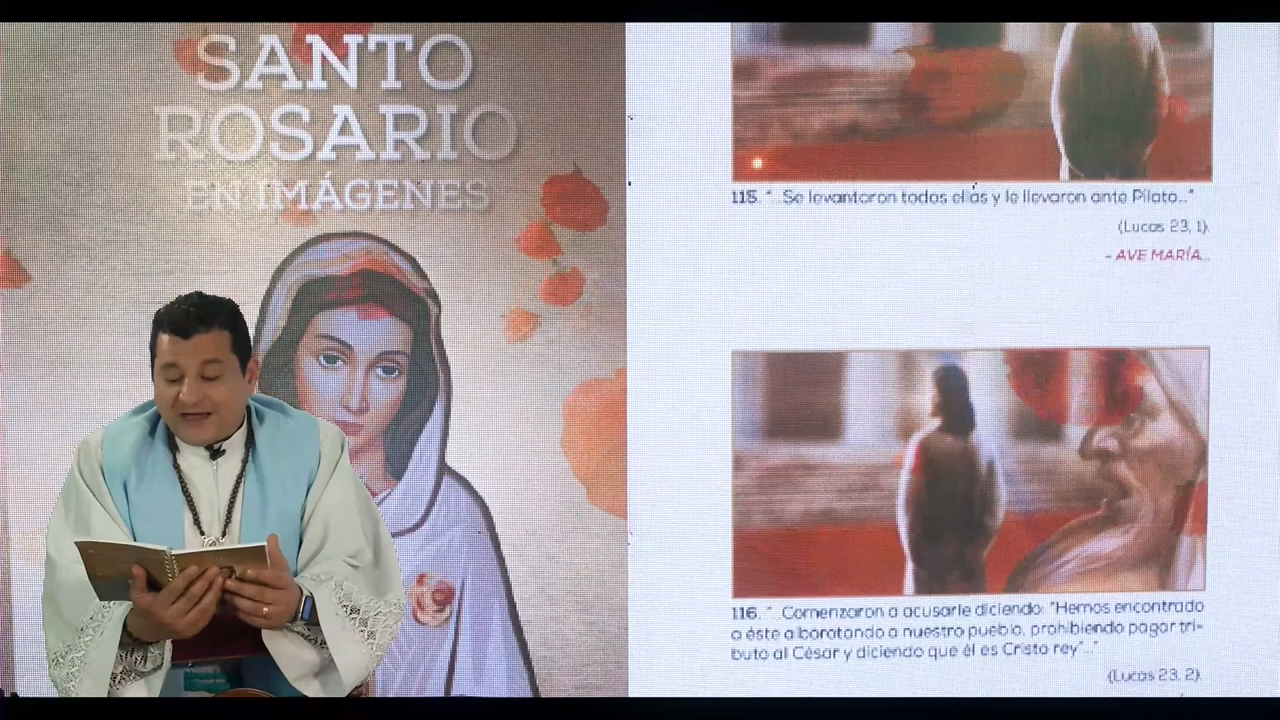 SANTO
ROSARIO
EN IMÁGENES
115. "...Se levantaron todos ellos y le llevaron ante Pilato..."
(Lucas 23, 1).
- AVE MARÍA...
116. "...Comenzaron a acusarle diciendo: "Hemos encontrado
a éste alborotando a nuestro pueblo, prohibiendo pagar tri-
buto al César y diciendo que él es Cristo rey"..."
(Lucas 23, 2).